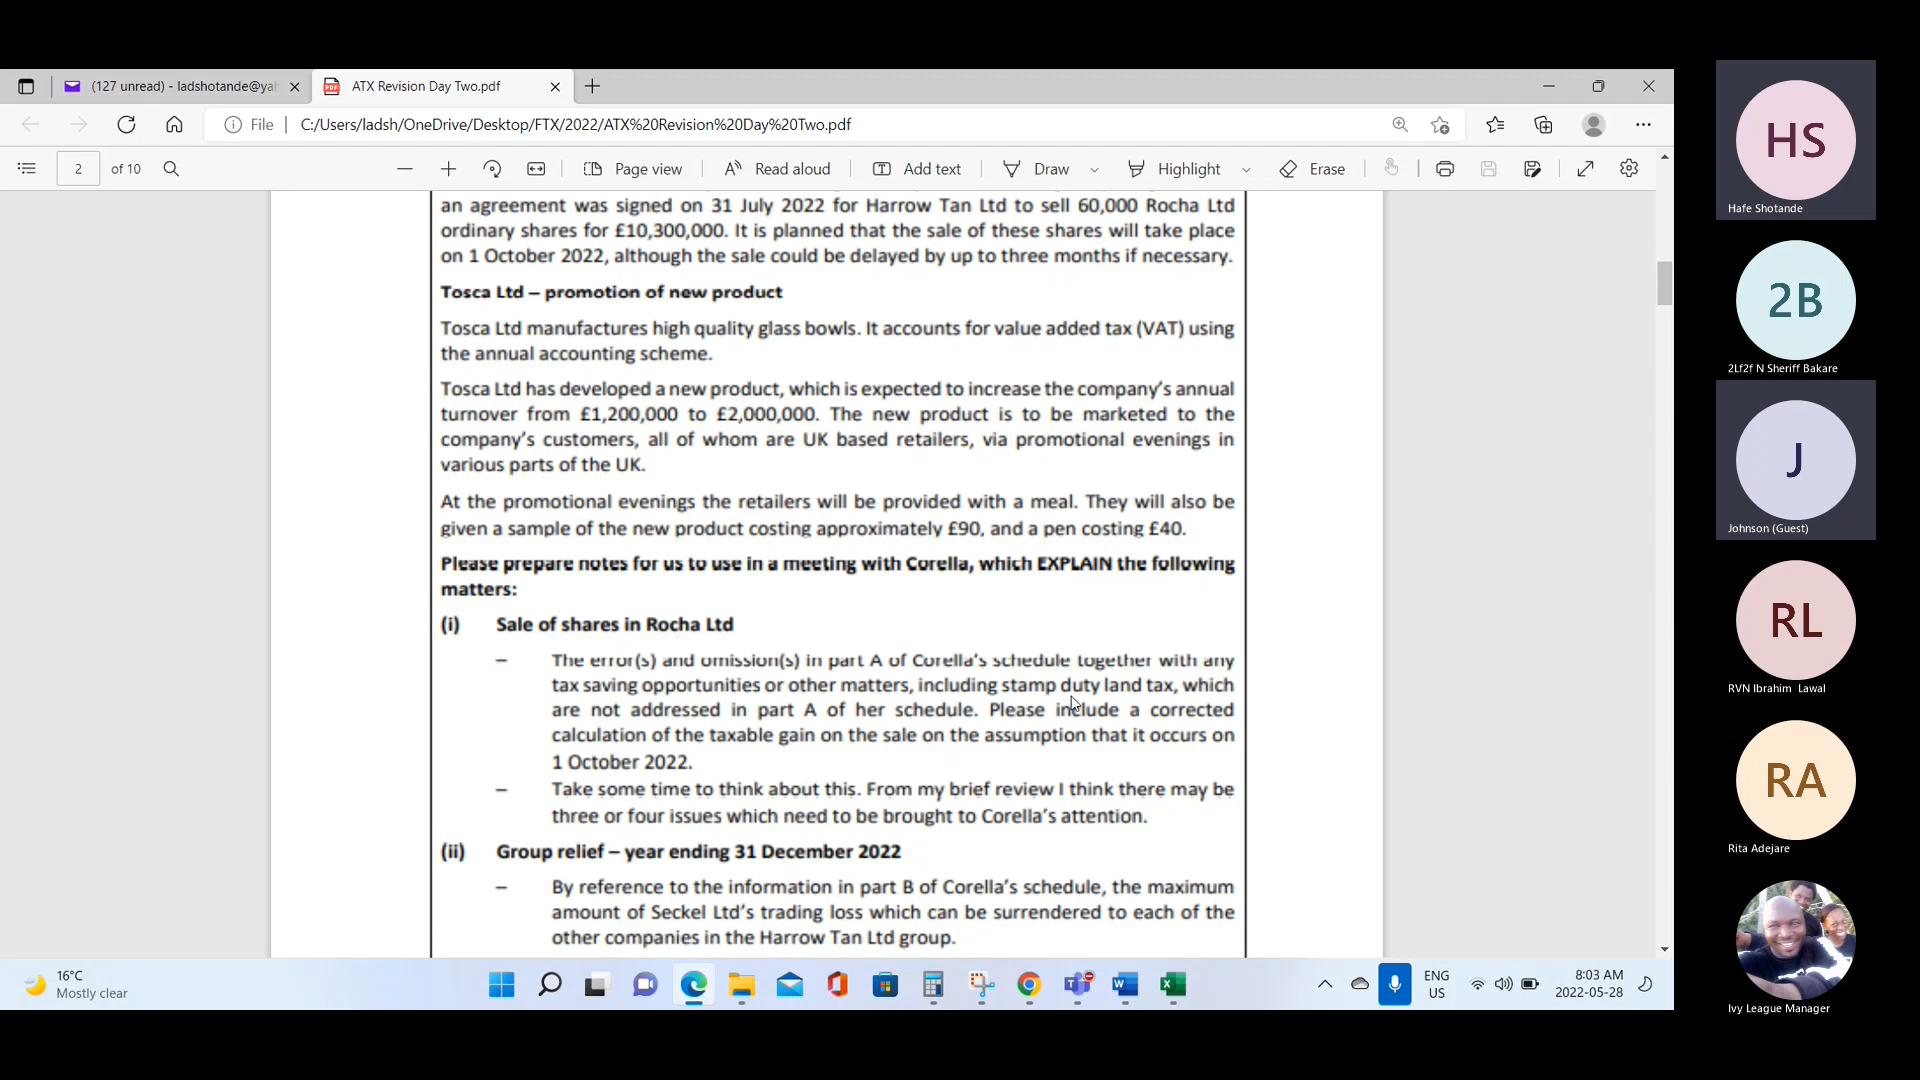 (127 unread) - ladshotande@yah
ATX Revision Day Two.pdf
File
C:/Users/ladsh/OneDrive/Desktop/FTX/2022/ATX%20Revision%20Day%20Two.pdf
2
of 10
Page view
Read aloud
Add text
Draw
Highlight
Erase
an agreement was signed on 31 July 2022 for Harrow Tan Ltd to sell 60,000 Rocha Ltd
ordinary shares for £10,300,000. It is planned that the sale of these shares will take place
on 1 October 2022, although the sale could be delayed by up to three months if necessary.
Tosca Ltd – promotion of new product
Tosca Ltd manufactures high quality glass bowls. It accounts for value added tax (VAT) using
the annual accounting scheme.
Tosca Ltd has developed a new product, which is expected to increase the company's annual
turnover from £1,200,000 to £2,000,000. The new product is to be marketed to the
company's customers, all of whom are UK based retailers, via promotional evenings in
various parts of the UK.
At the promotional evenings the retailers will be provided with a meal. They will also be
given a sample of the new product costing approximately £90, and a pen costing £40.
Please prepare notes for us to use in a meeting with Corella, which EXPLAIN the following
matters:
(i) Sale of shares in Rocha Ltd
– The error(s) and omission(s) in part A of Corella's schedule together with any
tax saving opportunities or other matters, including stamp duty land tax, which
are not addressed in part A of her schedule. Please include a corrected
calculation of the taxable gain on the sale on the assumption that it occurs on
1 October 2022.
– Take some time to think about this. From my brief review I think there may be
three or four issues which need to be brought to Corella's attention.
(ii) Group relief – year ending 31 December 2022
– By reference to the information in part B of Corella's schedule, the maximum
amount of Seckel Ltd's trading loss which can be surrendered to each of the
other companies in the Harrow Tan Ltd group.
16°C
Mostly clear
ENG
US
8:03 AM
2022-05-28
HS
Hafe Shotande
2B
2Lf2f N Sheriff Bakare
J
Johnson (Guest)
RL
RVN Ibrahim Lawal
RA
Rita Adejare
Ivy League Manager